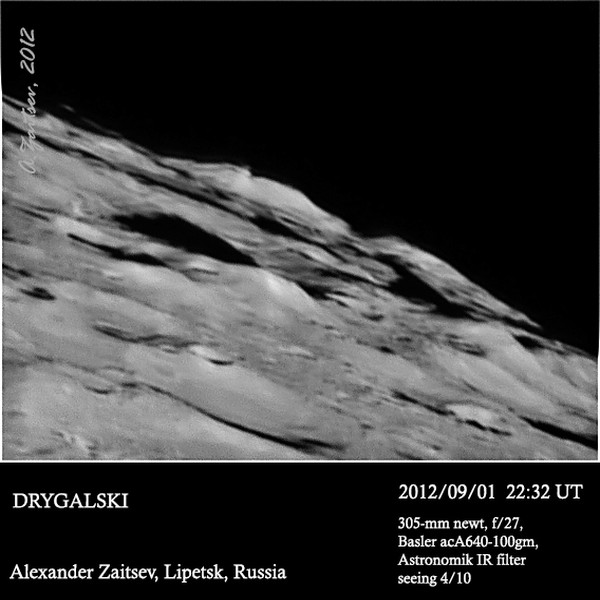 A. Zaitsev, 2012
DRYGALSKI
Alexander Zaitsev, Lipetsk, Russia
2012/09/01 22:32 UT
305-mm newt, f/27,
Basler acA640-100gm,
Astronomik IR filter
seeing 4/10